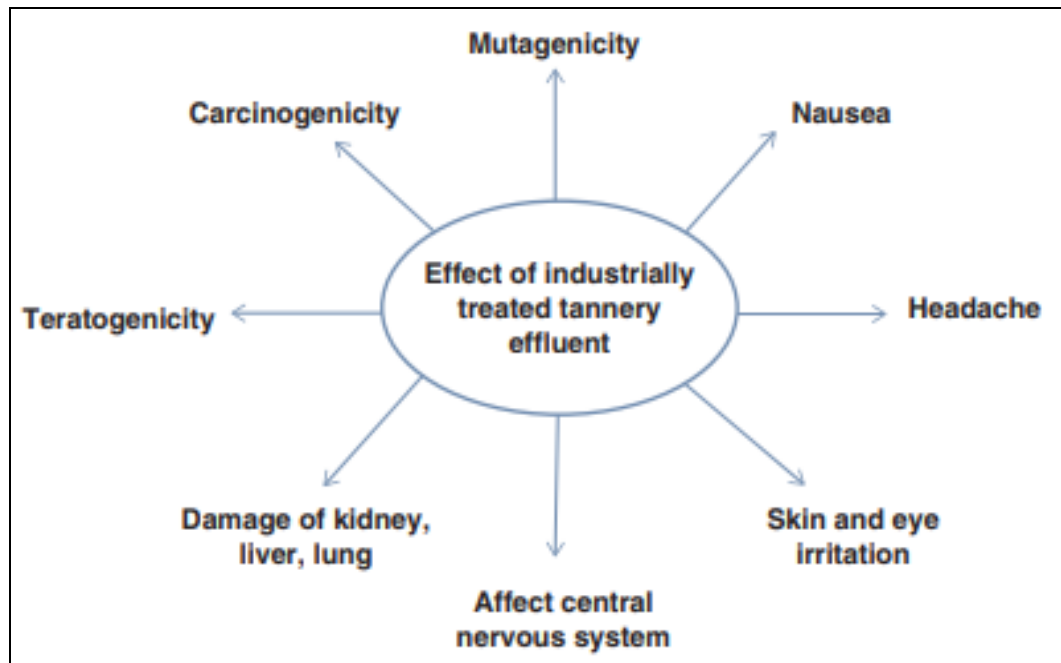 Mutagenicity
Carcinogenicity
Nausea
Effect of industrially
treated tannery
effluent
Teratogenicity
Headache
Damage of kidney,
liver, lung
Skin and eye
irritation
Affect central
nervous system